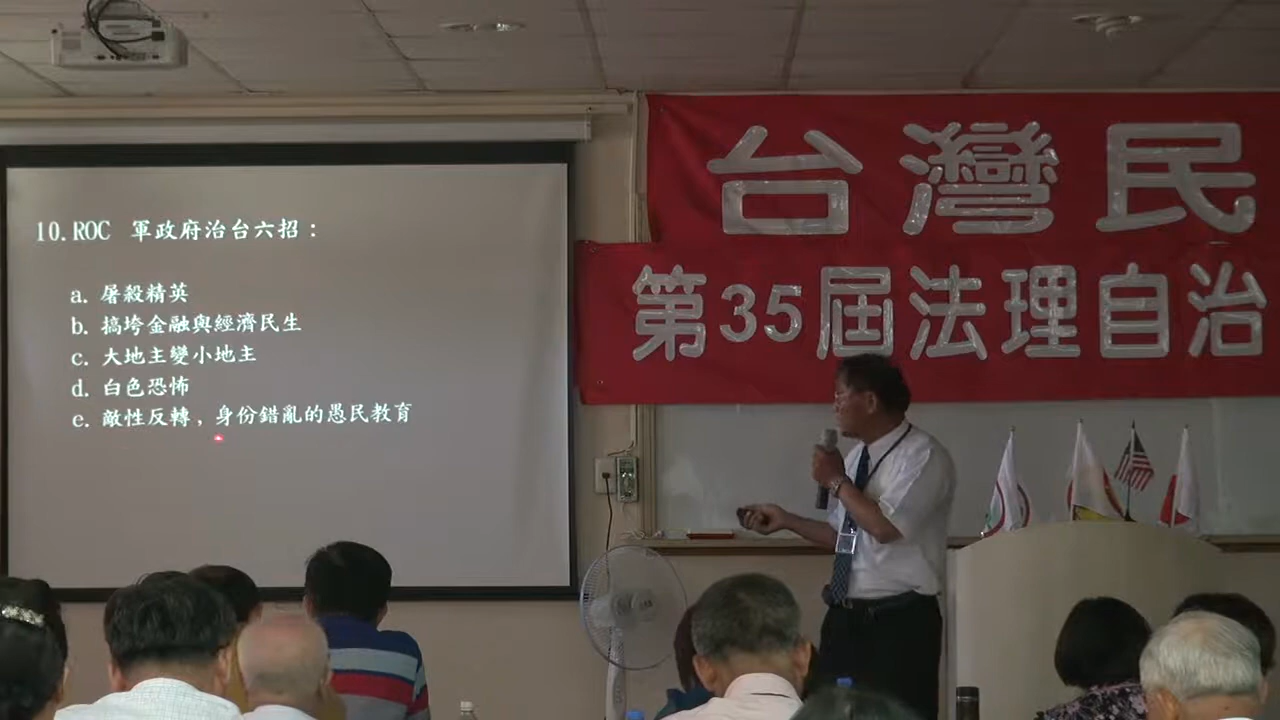 10. ROC 軍政府治台六招：
a. 屠殺精英
b. 搞垮金融與經濟民生
c. 大地主變小地主
d. 白色恐怖
e. 敵性反轉，身份錯亂的愚民教育
台灣民
第35屆法理自治